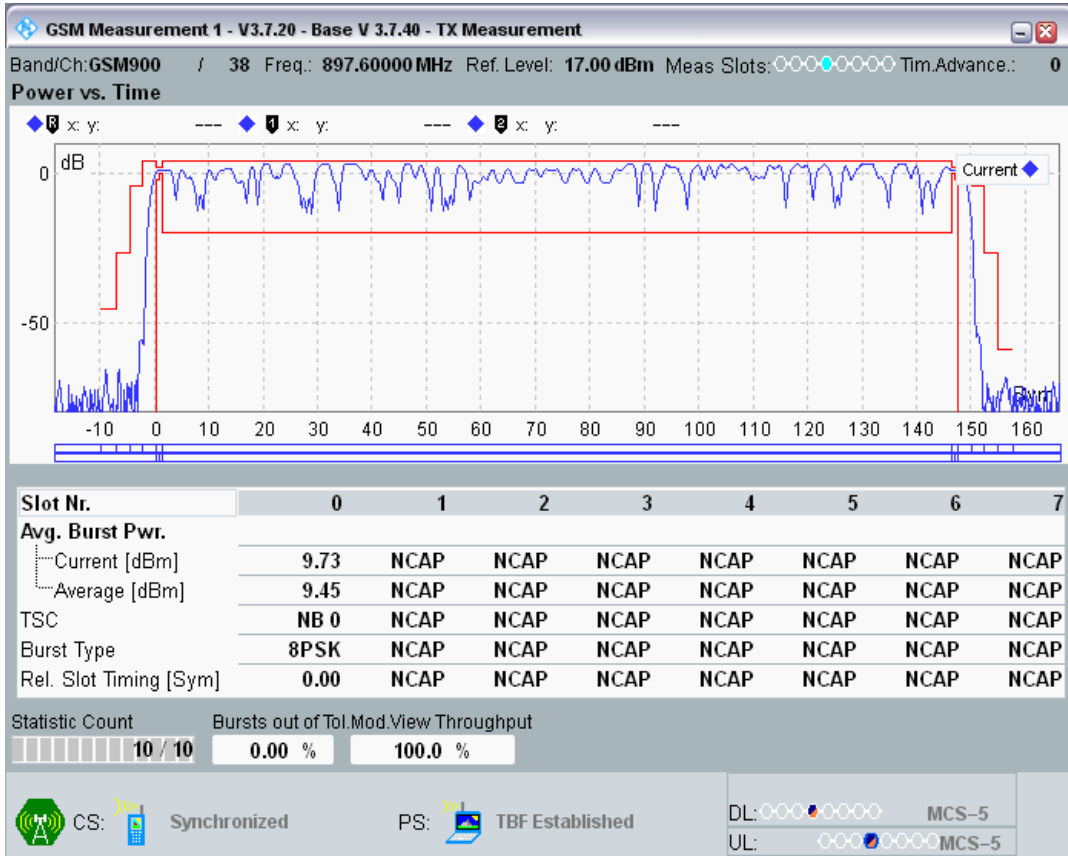 GSM Measurement 1 - V3.7.20 - Base V 3.7.40 - TX Measurement
Band/Ch:GSM900 / 38 Freq.: 897.60000 MHz Ref. Level: 17.00 dBm Meas Slots: Tim.Advance.: 0
Power vs. Time
R x: y: --- 1 x: y: --- 2 x: y: ---
dB
Current
0
-50
-10 0 10 20 30 40 50 60 70 80 90 100 110 120 130 140 150 160
Slot Nr. 0 1 2 3 4 5 6 7
Avg. Burst Pwr.
Current [dBm] 9.73 NCAP NCAP NCAP NCAP NCAP NCAP NCAP
Average [dBm] 9.45 NCAP NCAP NCAP NCAP NCAP NCAP NCAP
TSC NB 0 NCAP NCAP NCAP NCAP NCAP NCAP NCAP
Burst Type 8PSK NCAP NCAP NCAP NCAP NCAP NCAP NCAP
Rel. Slot Timing [Sym] 0.00 NCAP NCAP NCAP NCAP NCAP NCAP NCAP
Statistic Count Bursts out of Tol.Mod.View Throughput
10 / 10 0.00 % 100.0 %
CS: Synchronized PS: TBF Established
DL: MCS-5
UL: MCS-5